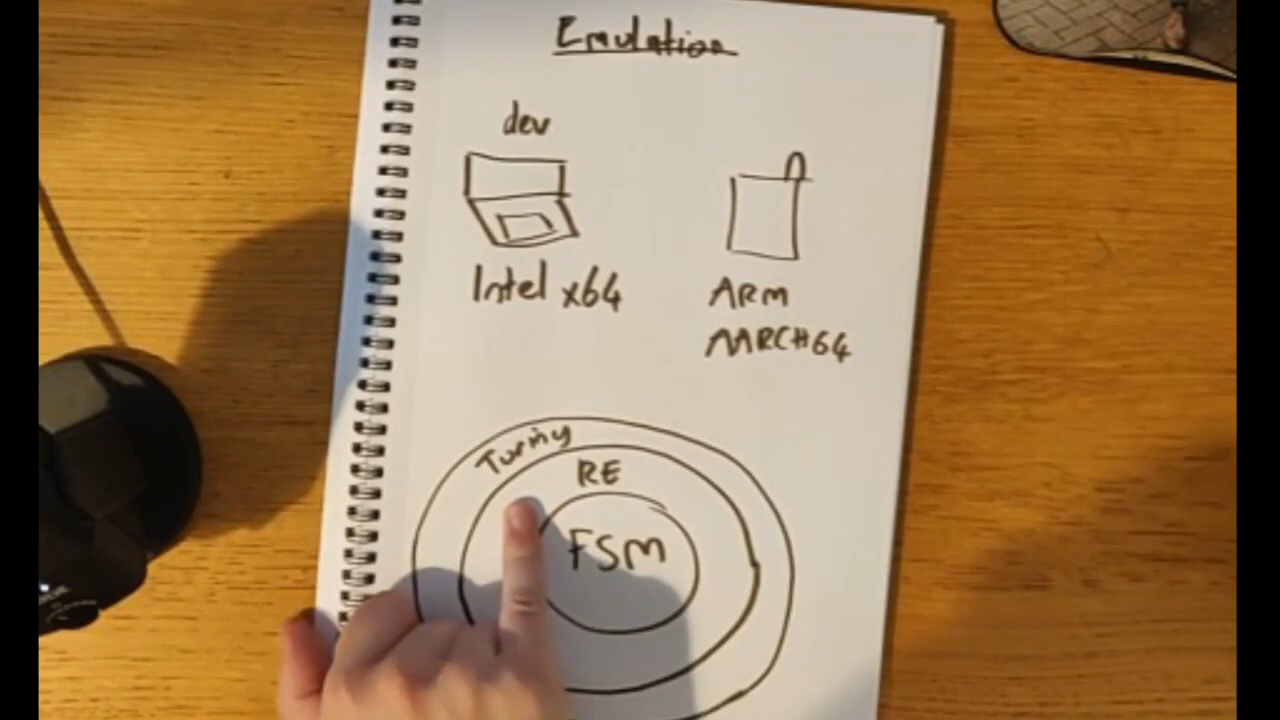 Emulation
dev
Intel x64
ARM
AARCH64
Turing
RE
FSM